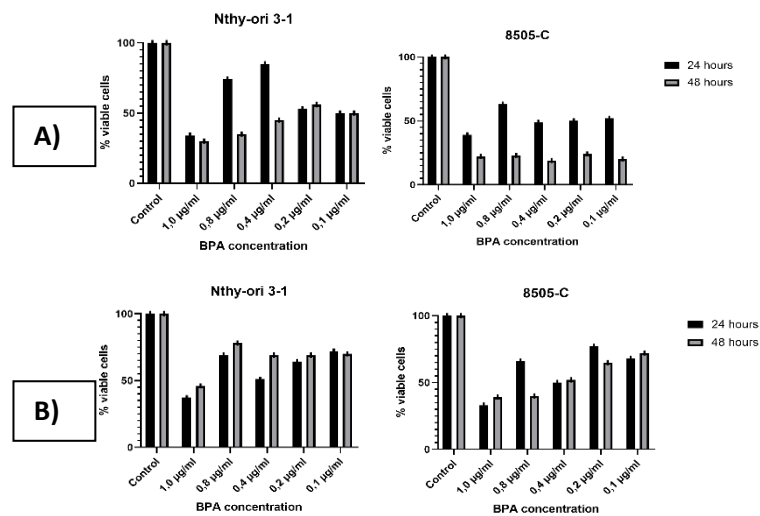 Nthy-ori 3-1
8505-C
A)
% viable cells
100
50
0
Control
1,0 µg/ml
0,8 µg/ml
0,4 µg/ml
0,2 µg/ml
0,1 µg/ml
BPA concentration
% viable cells
100
50
0
Control
1,0 µg/ml
0,8 µg/ml
0,4 µg/ml
0,2 µg/ml
0,1 µg/ml
BPA concentration
24 hours
48 hours
B)
Nthy-ori 3-1
8505-C
% viable cells
100
50
0
Control
1,0 µg/ml
0,8 µg/ml
0,4 µg/ml
0,2 µg/ml
0,1 µg/ml
BPA concentration
% viable cells
100
50
0
Control
1,0 µg/ml
0,8 µg/ml
0,4 µg/ml
0,2 µg/ml
0,1 µg/ml
BPA concentration
24 hours
48 hours